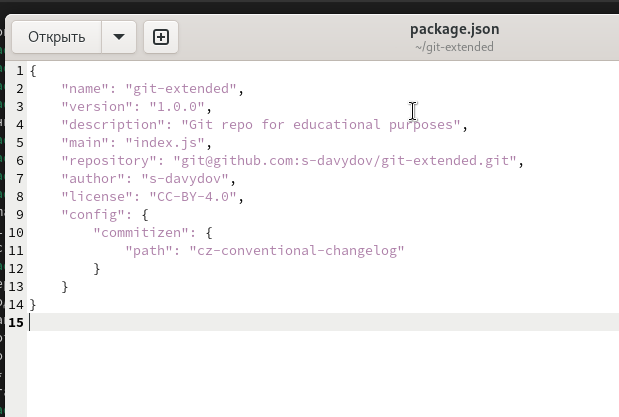 Открыть
package.json
~/git-extended
1 {
2     "name": "git-extended",
3     "version": "1.0.0",
4     "description": "Git repo for educational purposes",
5     "main": "index.js",
6     "repository": "git@github.com:s-davydov/git-extended.git",
7     "author": "s-davydov",
8     "license": "CC-BY-4.0",
9     "config": {
10         "commitizen": {
11             "path": "cz-conventional-changelog"
12         }
13     }
14 }
15